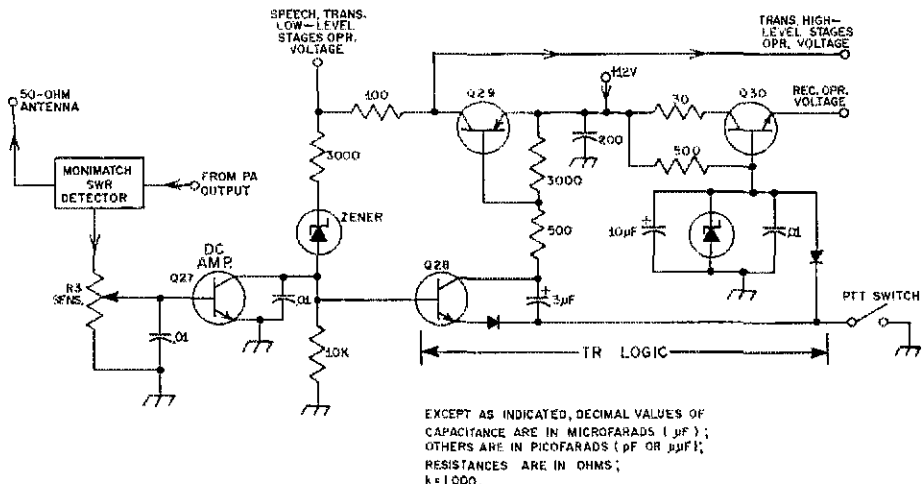 SPEECH, TRANS.
LOW-LEVEL
STAGES OPR.
VOLTAGE
TRANS. HIGH-
LEVEL STAGES
OPR. VOLTAGE
50-OHM
ANTENNA
100
Q29
+12V
30
Q30
REC. OPR.
VOLTAGE
200
500
3000
3000
MONIMATCH
SWR
DETECTOR
FROM PA
OUTPUT
ZENER
500
10µF
+
.01
DC
AMP.
Q27
Q28
R3
SENS.
.01
.01
+
3µF
PTT SWITCH
10K
TR LOGIC
EXCEPT AS INDICATED, DECIMAL VALUES OF
CAPACITANCE ARE IN MICROFARADS ( µF ) ;
OTHERS ARE IN PICOFARADS ( pF OR µµF);
RESISTANCES ARE IN OHMS ;
k=1000